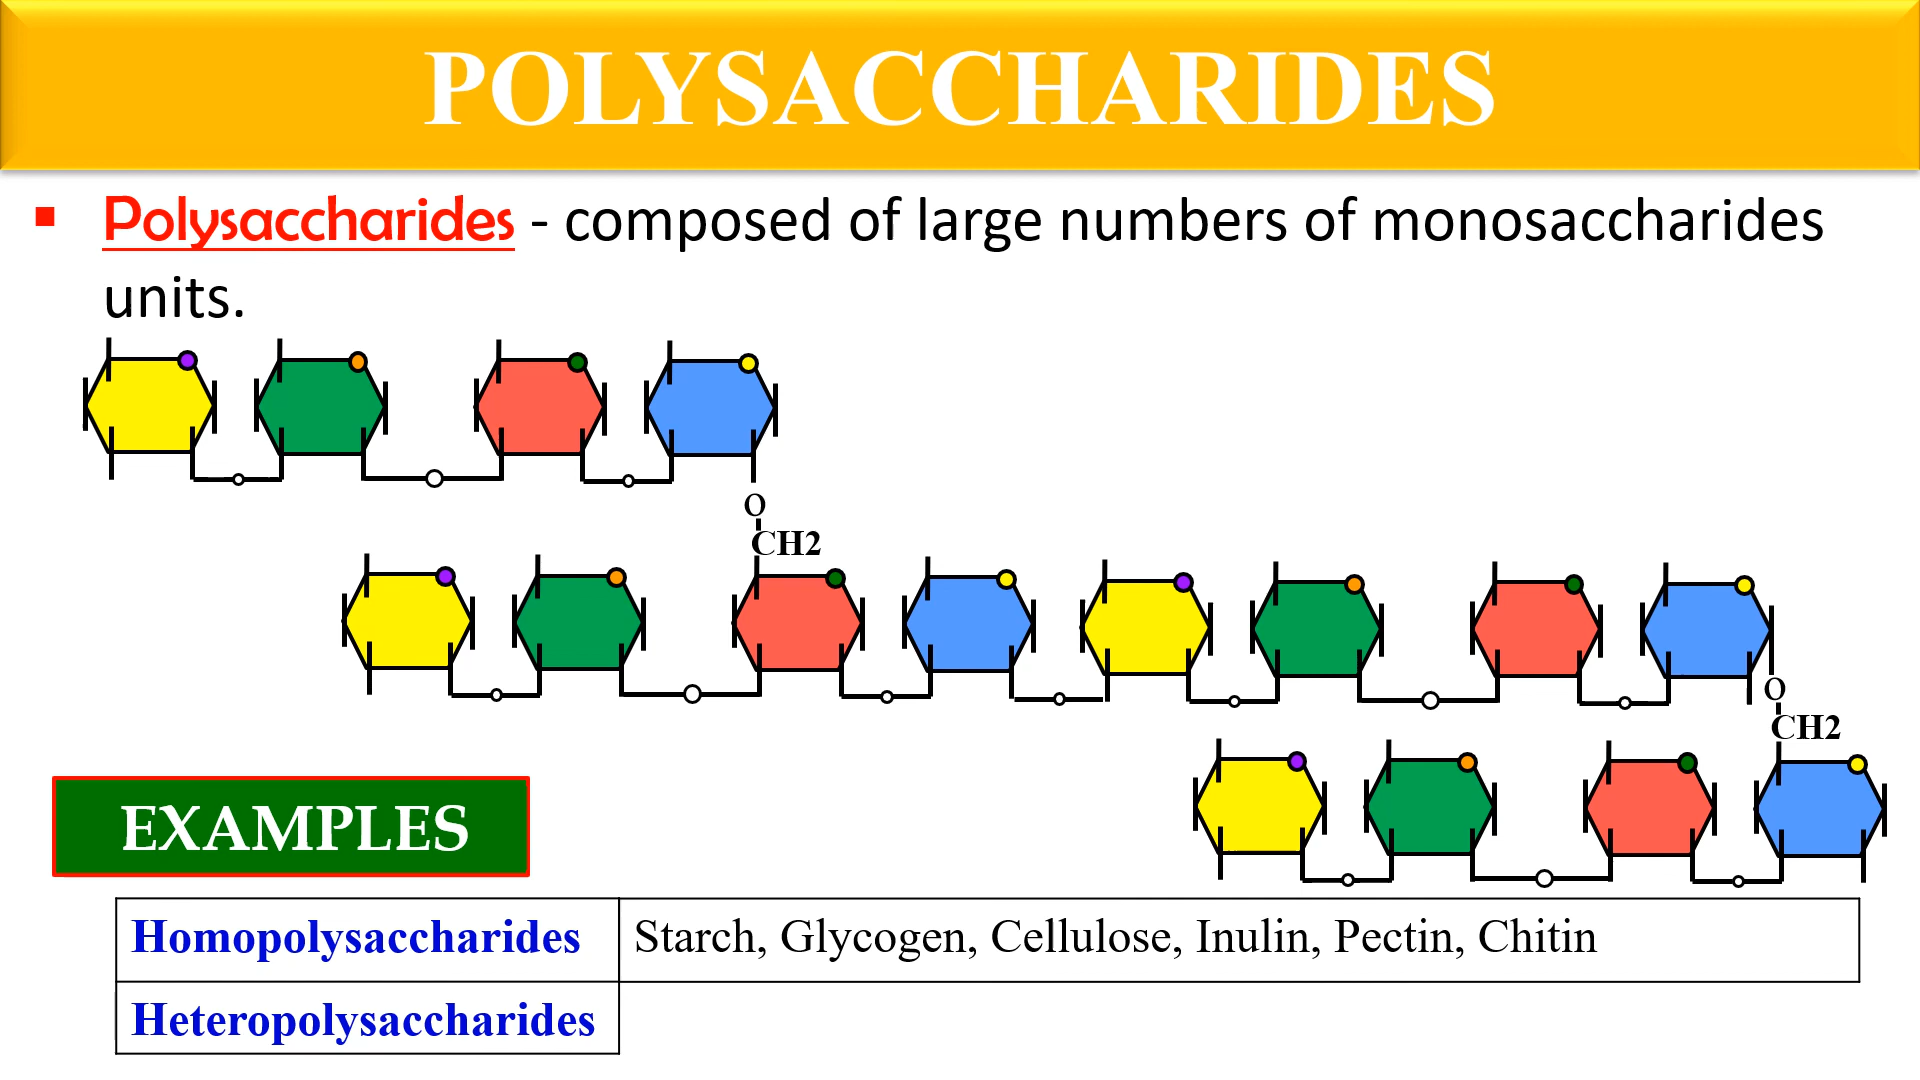 POLYSACCHARIDES
▪ Polysaccharides - composed of large numbers of monosaccharides
units.
O
CH2
O
CH2
EXAMPLES
Homopolysaccharides Starch, Glycogen, Cellulose, Inulin, Pectin, Chitin
Heteropolysaccharides